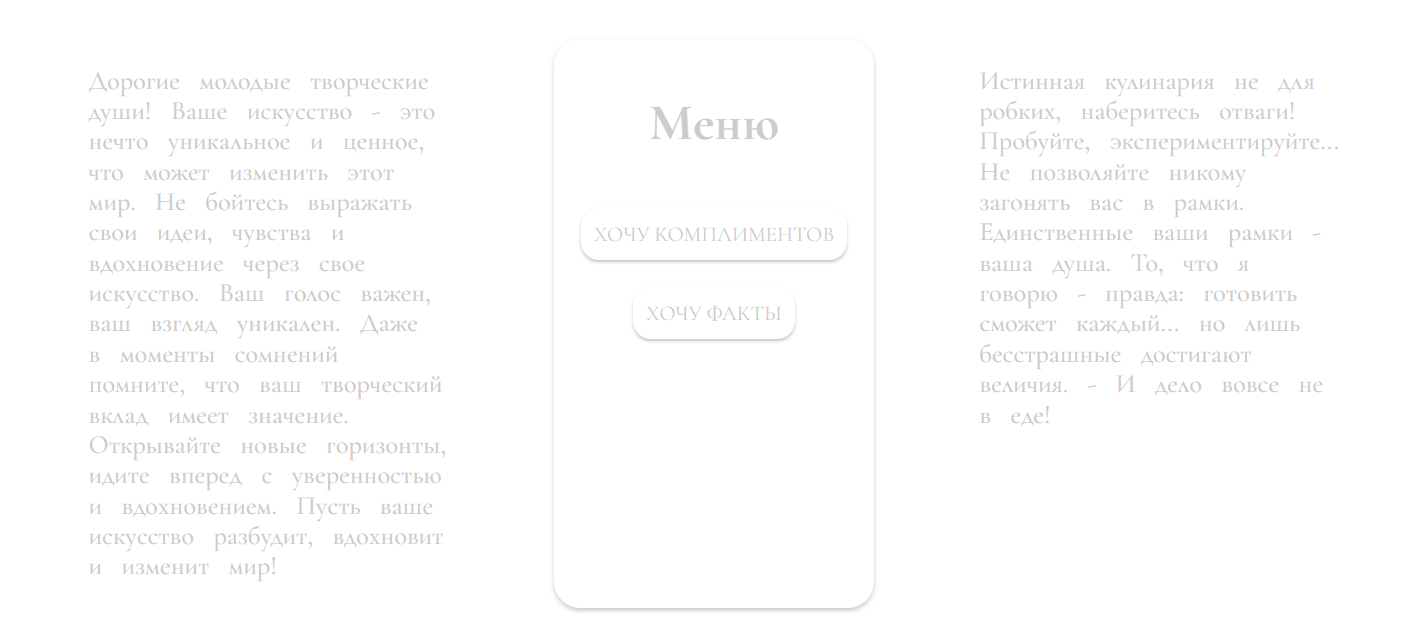 Дорогие молодые творческие
души! Ваше искусство - это
нечто уникальное и ценное,
что может изменить этот
мир. Не бойтесь выражать
свои идеи, чувства и
вдохновение через свое
искусство. Ваш голос важен,
ваш взгляд уникален. Даже
в моменты сомнений
помните, что ваш творческий
вклад имеет значение.
Открывайте новые горизонты,
идите вперед с уверенностью
и вдохновением. Пусть ваше
искусство разбудит, вдохновит
и изменит мир!
Меню
ХОЧУ КОМПЛИМЕНТОВ
ХОЧУ ФАКТЫ
Истинная кулинария не для
робких, наберитесь отваги!
Пробуйте, экспериментируйте...
Не позволяйте никому
загонять вас в рамки.
Единственные ваши рамки -
ваша душа. То, что я
говорю - правда: готовить
сможет каждый... но лишь
бесстрашные достигают
величия. - И дело вовсе не
в еде!